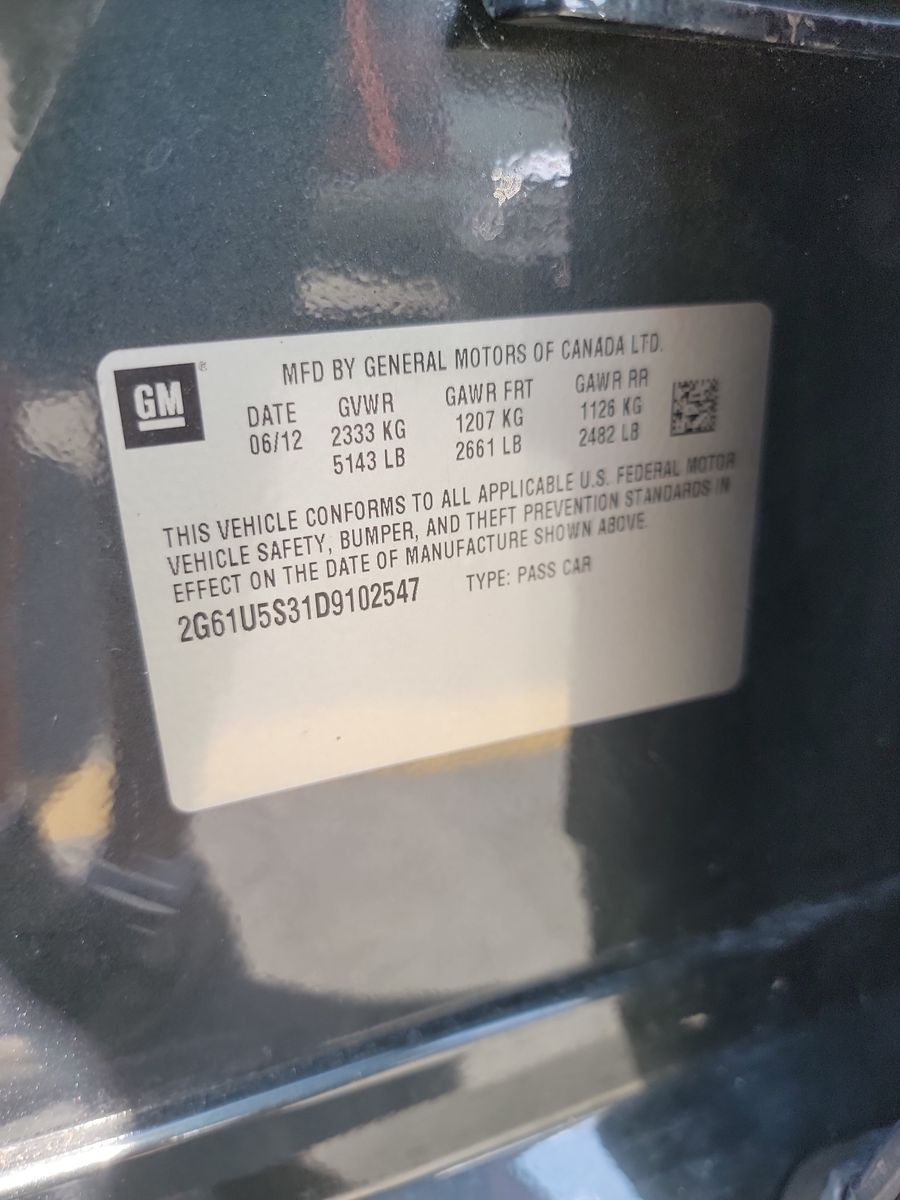 GM ®
MFD BY GENERAL MOTORS OF CANADA LTD.
DATE GVWR GAWR FRT GAWR RR
06/12 2333 KG 1207 KG 1126 KG
5143 LB 2661 LB 2482 LB
THIS VEHICLE CONFORMS TO ALL APPLICABLE U.S. FEDERAL MOTOR
VEHICLE SAFETY, BUMPER, AND THEFT PREVENTION STANDARDS IN
EFFECT ON THE DATE OF MANUFACTURE SHOWN ABOVE.
2G61U5S31D9102547 TYPE: PASS CAR